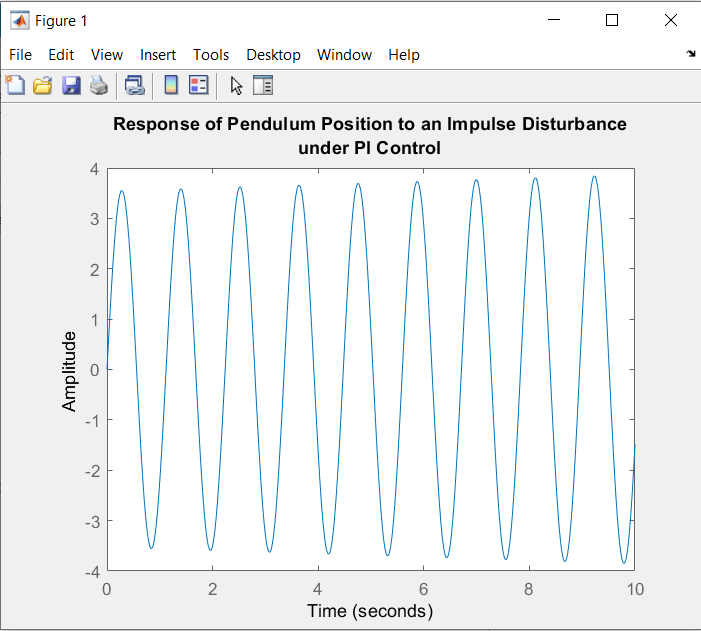 Figure 1
File Edit View Insert Tools Desktop Window Help
Response of Pendulum Position to an Impulse Disturbance
under PI Control
4
3
2
1
0
-1
-2
-3
-4
Amplitude
0 2 4 6 8 10
Time (seconds)